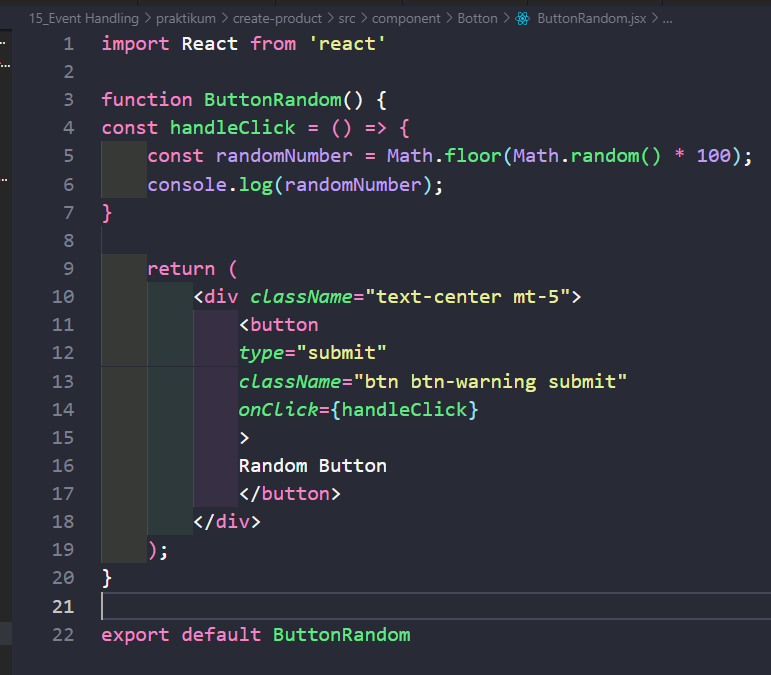 15_Event Handling > praktikum > create-product > src > component > Botton > ButtonRandom.jsx > ...
1 import React from 'react'
2
3 function ButtonRandom() {
4 const handleClick = () => {
5 const randomNumber = Math.floor(Math.random() * 100);
6 console.log(randomNumber);
7 }
8
9 return (
10 <div className="text-center mt-5">
11 <button
12 type="submit"
13 className="btn btn-warning submit"
14 onClick={handleClick}
15 >
16 Random Button
17 </button>
18 </div>
19 );
20 }
21
22 export default ButtonRandom